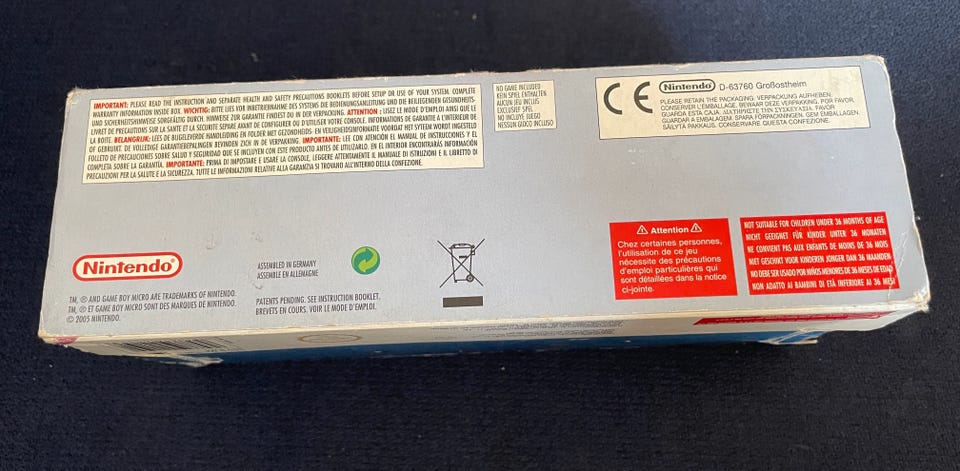 IMPORTANT: PLEASE READ THE INSTRUCTION AND SEPARATE HEALTH AND SAFETY PRECAUTIONS BOOKLETS BEFORE SETUP OR USE OF YOUR SYSTEM. COMPLETE
WARRANTY INFORMATION INSIDE BOX. WICHTIG: BITTE LIES VOR INBETRIEBNAHME DES SYSTEMS DIE BEDIENUNGSANLEITUNG UND DIE BEILIEGENDEN GESUNDHEITS-
UND SICHERHEITSHINWEISE SORGFÄLTIG DURCH. HINWEISE ZUR GARANTIE FINDEST DU IN DER VERPACKUNG. ATTENTION : LISEZ LE MODE D'EMPLOI AINSI QUE LE
LIVRET DE PRECAUTIONS SUR LA SANTE ET LA SECURITE SEPARE AVANT DE CONFIGURER OU D'UTILISER VOTRE CONSOLE. INFORMATIONS DE GARANTIE A L'INTERIEUR DE
LA BOITE. BELANGRIJK: LEES DE BIJGELEVERDE HANDLEIDING EN FOLDER MET GEZONDHEIDS- EN VEILIGHEIDSINFORMATIE VOORDAT HET SYSTEEM WORDT INGESTELD
OF GEBRUIKT. DE VOLLEDIGE GARANTIEBEPALINGEN BEVINDEN ZICH IN DE VERPAKKING. IMPORTANTE: LEE CON ATENCIÓN EL MANUAL DE INSTRUCCIONES Y EL
FOLLETO DE PRECAUCIONES SOBRE SALUD Y SEGURIDAD QUE SE INCLUYEN CON ESTE PRODUCTO ANTES DE UTILIZARLO. EN EL INTERIOR ENCONTRARÁS INFORMACIÓN
COMPLETA SOBRE LA GARANTÍA. IMPORTANTE: PRIMA DI IMPOSTARE E USARE LA CONSOLE, LEGGERE ATTENTAMENTE IL MANUALE DI ISTRUZIONI E IL LIBRETTO DI
PRECAUZIONI PER LA SALUTE E LA SICUREZZA. TUTTE LE INFORMAZIONI RELATIVE ALLA GARANZIA SI TROVANO ALL'INTERNO DELLA CONFEZIONE.
NO GAME INCLUDED
KEIN SPIEL ENTHALTEN
AUCUN JEU INCLUS
EXCLUSIEF SPEL
NO INCLUYE JUEGO
NESSUN GIOCO INCLUSO
CE Nintendo D-63760 Großostheim
PLEASE RETAIN THE PACKAGING. VERPACKUNG AUFHEBEN.
CONSERVER L'EMBALLAGE. BEWAAR DEZE VERPAKKING. POR FAVOR,
GUARDA ESTA CAJA. ΔΙΑΤΗΡΗΣΤΕ ΤΗΝ ΣΥΣΚΕΥΑΣΙΑ. FAVOR
GUARDAR A EMBALAGEM. SPARA FÖRPACKNINGEN. GEM EMBALLAGEN.
SÄILYTÄ PAKKAUS. CONSERVARE QUESTA CONFEZIONE.
Nintendo®
TM, ® AND GAME BOY MICRO ARE TRADEMARKS OF NINTENDO.
TM, ® ET GAME BOY MICRO SONT DES MARQUES DE NINTENDO.
© 2005 NINTENDO.
ASSEMBLED IN GERMANY
ASSEMBLE EN ALLEMAGNE
PATENTS PENDING. SEE INSTRUCTION BOOKLET.
BREVETS EN COURS. VOIR LE MODE D'EMPLOI.
Attention
Chez certaines personnes,
l'utilisation de ce jeu
nécessite des précautions
d'emploi particulières qui
sont détaillées dans la notice
ci-jointe.
NOT SUITABLE FOR CHILDREN UNDER 36 MONTHS OF AGE
NICHT GEEIGNET FÜR KINDER UNTER 36 MONATEN
NE CONVIENT PAS AUX ENFANTS DE MOINS DE 36 MOIS
NIET GESCHIKT VOOR KINDEREN JONGER DAN 36 MAANDEN
NO DEBE SER USADO POR NIÑOS MENORES DE 36 MESES DE EDAD
NON ADATTO AI BAMBINI DI ETÀ INFERIORE AI 36 MESI